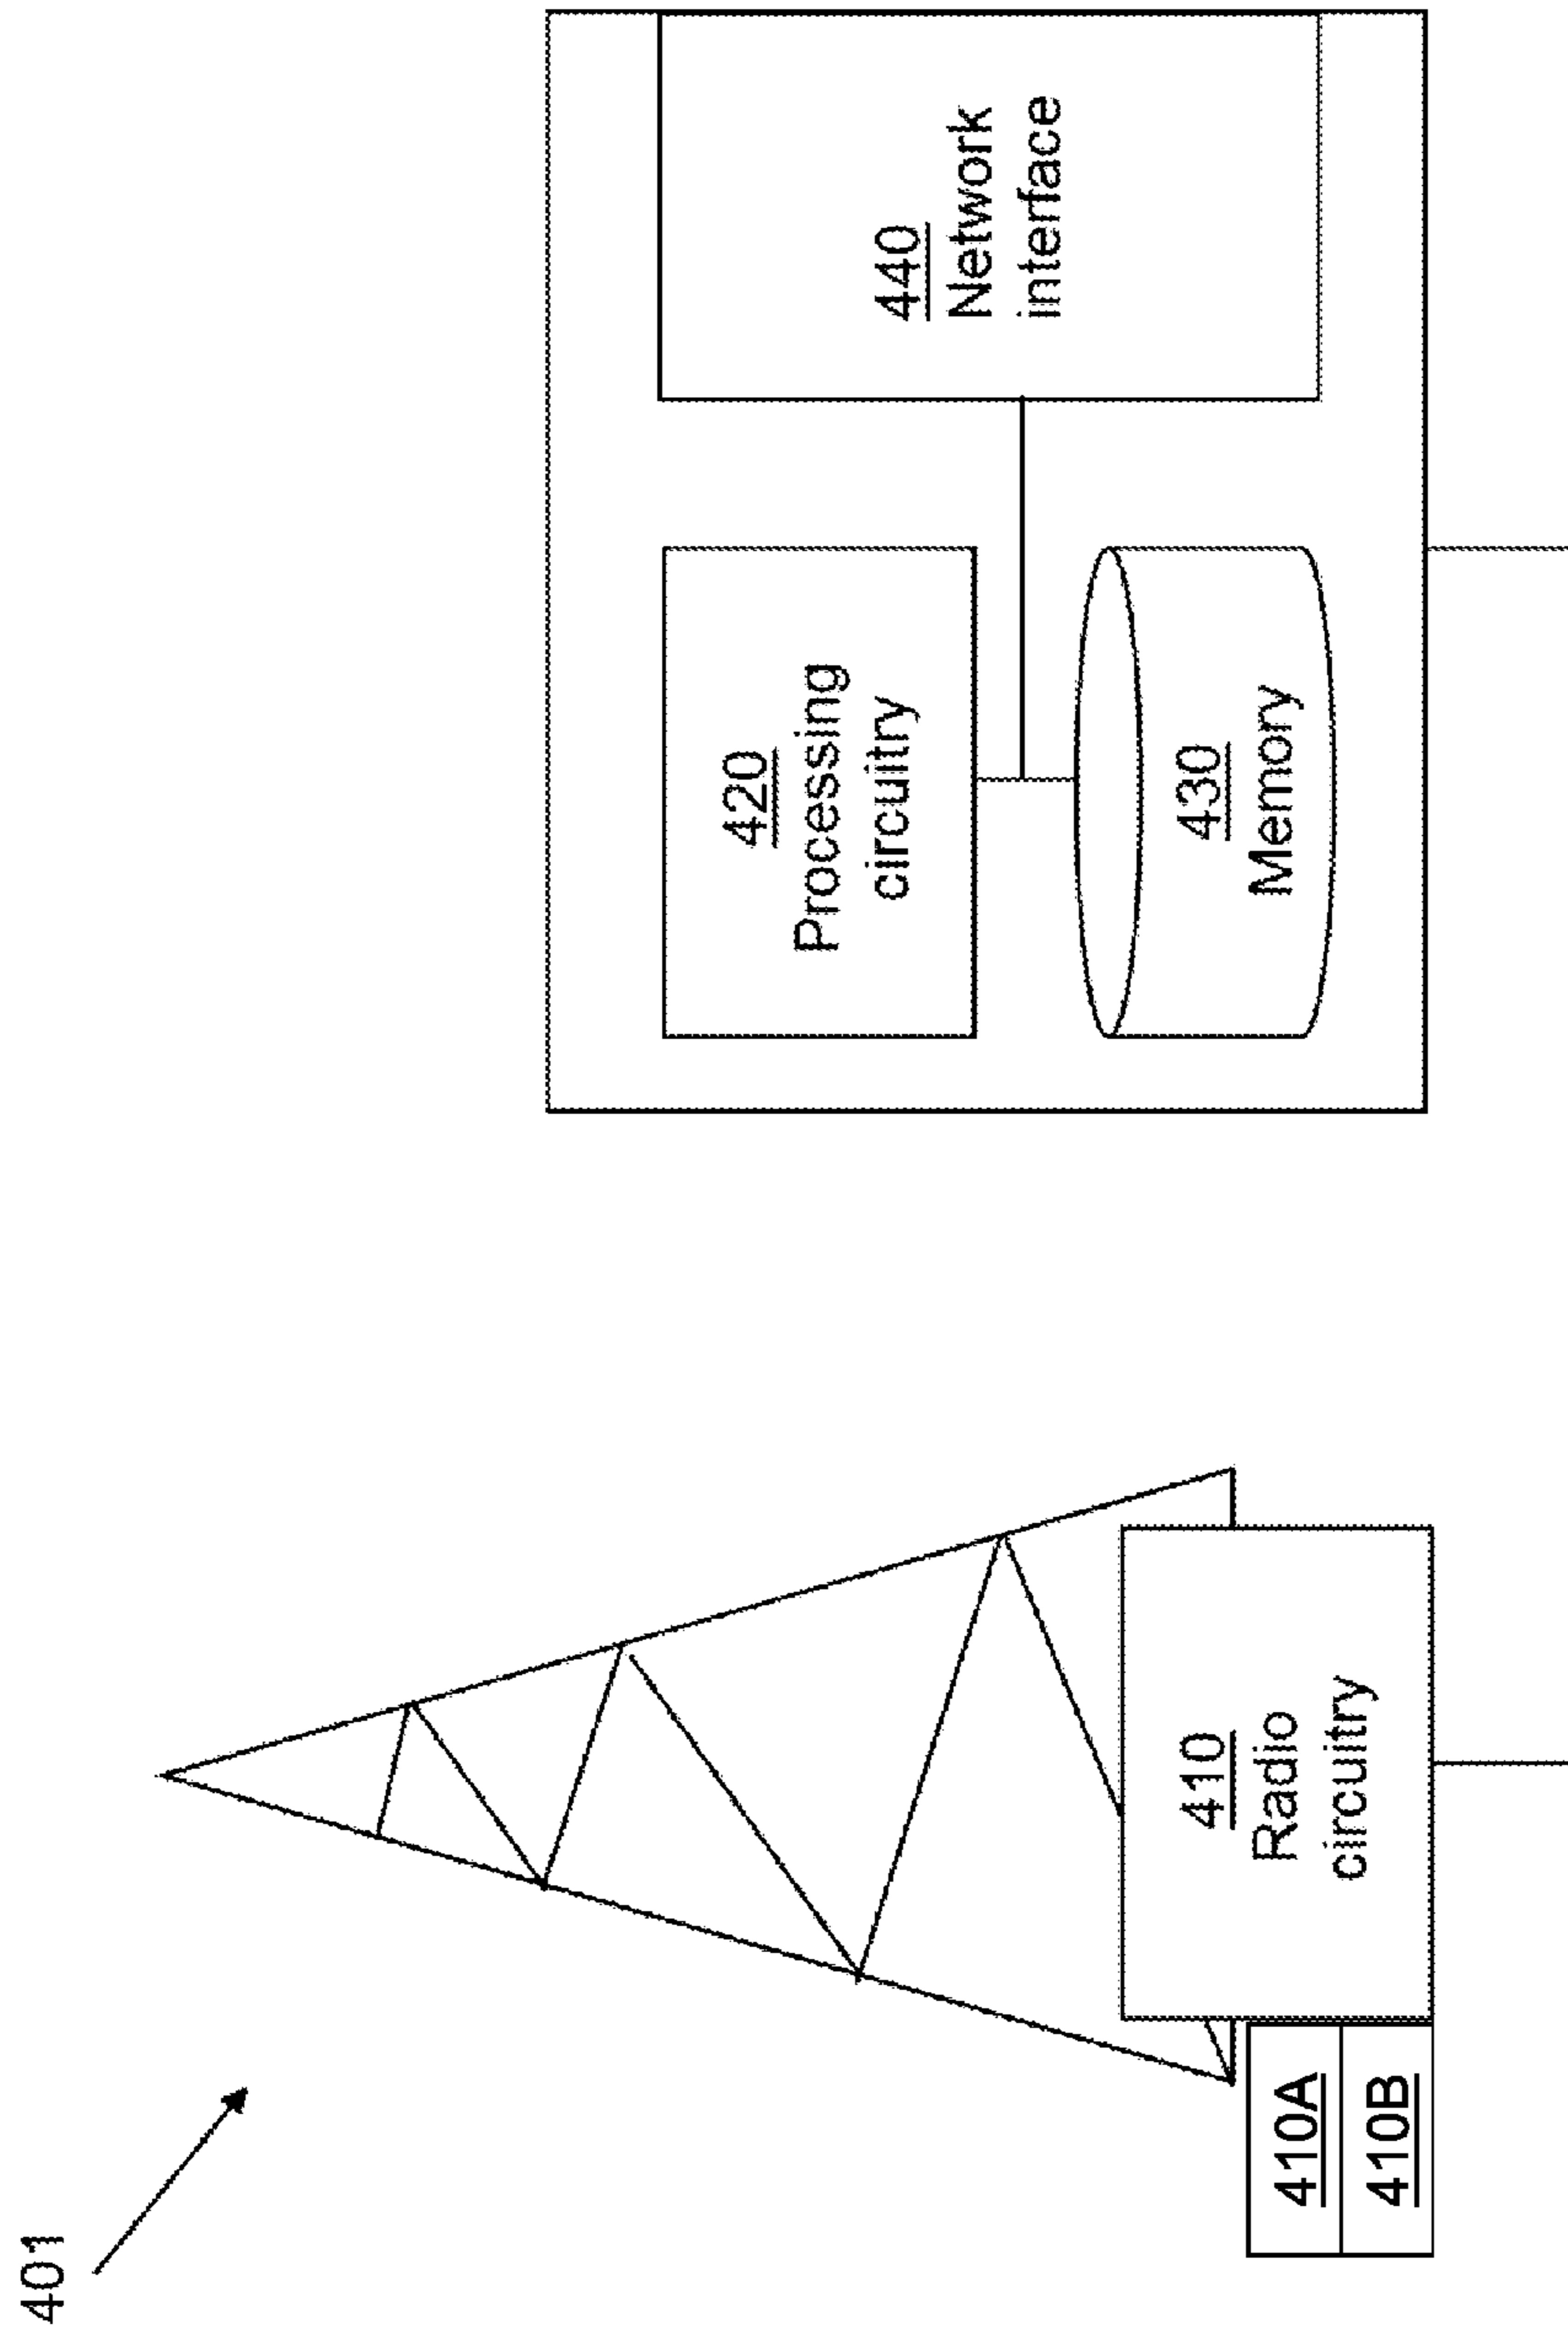 401
410A
410B
410
Radio
circuitry
420
Processing
circuitry
430
Memory
440
Network
interface